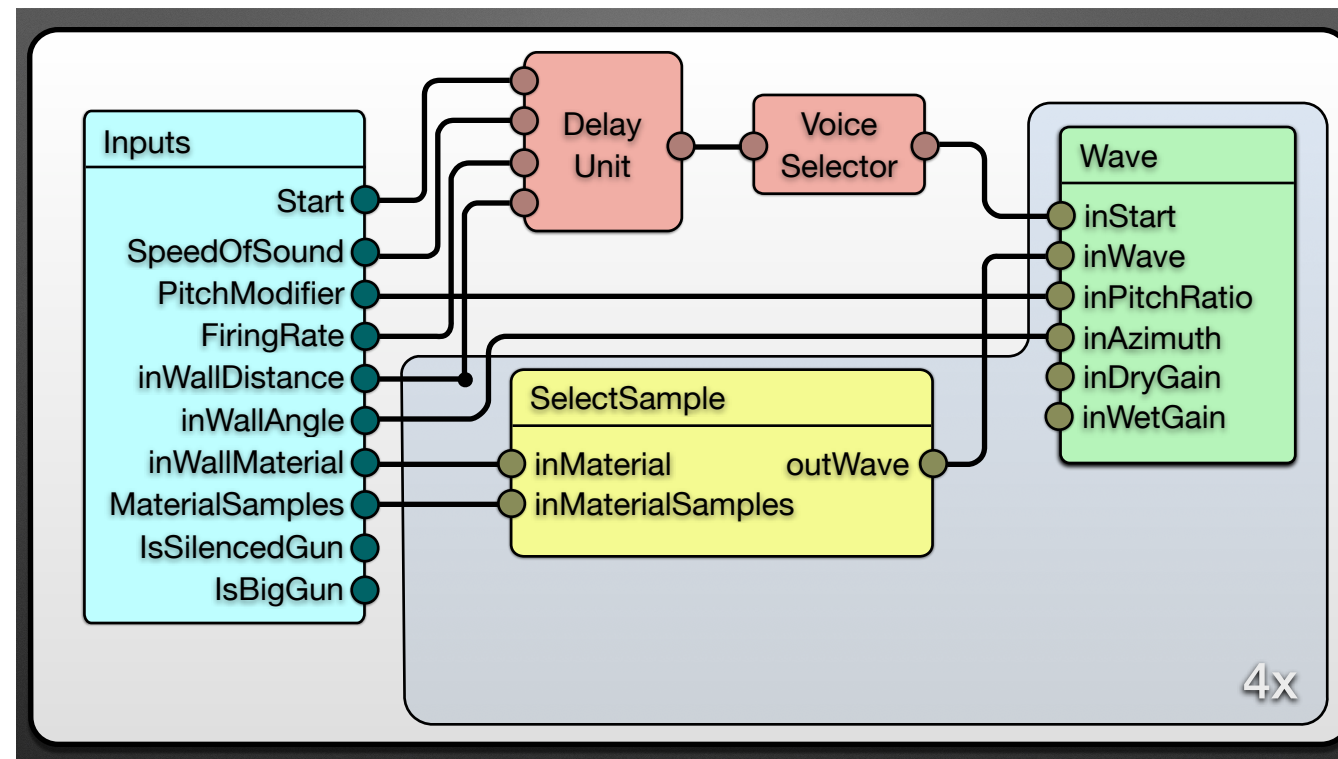 Inputs
Start
SpeedOfSound
PitchModifier
FiringRate
inWallDistance
inWallAngle
inWallMaterial
MaterialSamples
IsSilencedGun
IsBigGun
Delay
Unit
Voice
Selector
SelectSample
inMaterial outWave
inMaterialSamples
Wave
inStart
inWave
inPitchRatio
inAzimuth
inDryGain
inWetGain
4x